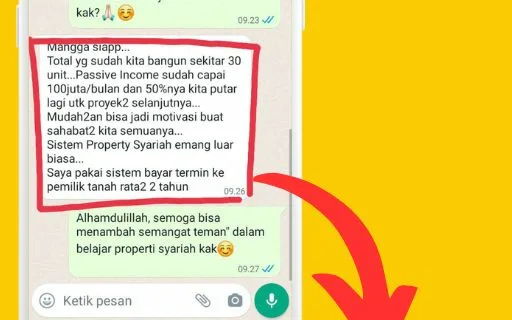 kak?🙏🏻☺️
09.23
Mangga siapp...
Total yg sudah kita bangun sekitar 30
unit...Passive Income sudah capai
100juta/bulan dan 50%nya kita putar
lagi utk proyek2 selanjutnya...
Mudah2an bisa jadi motivasi buat
sahabat2 kita semuanya...
Sistem Property Syariah emang luar
biasa...
Saya pakai sistem bayar termin ke
pemilik tanah rata2 2 tahun
09.26
Alhamdulillah, semoga bisa
menambah semangat teman" dalam
belajar properti syariah kak☺️
09.27
Ketik pesan